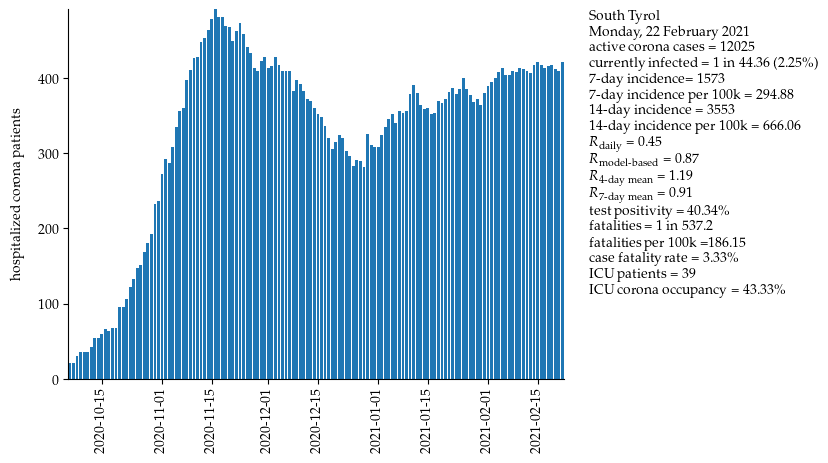 South Tyrol
Monday, 22 February 2021
active corona cases = 12025
currently infected = 1 in 44.36 (2.25%)
7-day incidence= 1573
7-day incidence per 100k = 294.88
14-day incidence = 3553
14-day incidence per 100k = 666.06
R daily = 0.45
R model-based = 0.87
R 4-day mean = 1.19
R 7-day mean = 0.91
test positivity = 40.34%
fatalities = 1 in 537.2
fatalities per 100k =186.15
case fatality rate = 3.33%
ICU patients = 39
ICU corona occupancy = 43.33%
hospitalized corona patients
400
300
200
100
0
2020-10-15
2020-11-01
2020-11-15
2020-12-01
2020-12-15
2021-01-01
2021-01-15
2021-02-01
2021-02-15